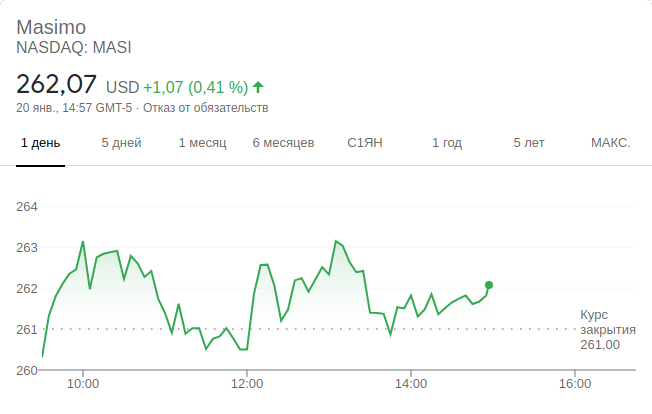 Masimo
NASDAQ: MASI
262,07 USD +1,07 (0,41 %)
20 янв., 14:57 GMT-5 · Отказ от обязательств
1 день 5 дней 1 месяц 6 месяцев С1ЯН 1 год 5 лет МАКС.
264
263
262
261
260
Курс
закрытия
261,00
10:00 12:00 14:00 16:00